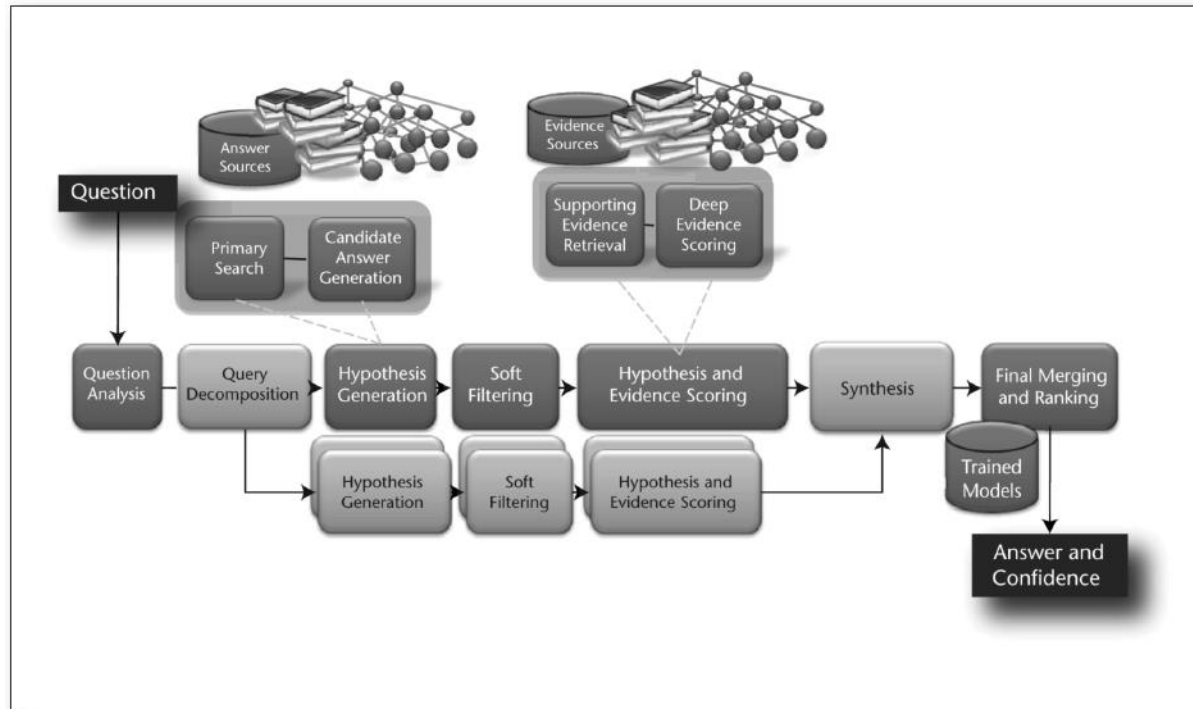 Answer
Sources
Evidence
Sources
Question
Primary
Search
Candidate
Answer
Generation
Supporting
Evidence
Retrieval
Deep
Evidence
Scoring
Question
Analysis
Query
Decomposition
Hypothesis
Generation
Soft
Filtering
Hypothesis and
Evidence Scoring
Synthesis
Final Merging
and Ranking
Hypothesis
Generation
Soft
Filtering
Hypothesis and
Evidence Scoring
Trained
Models
Answer and
Confidence